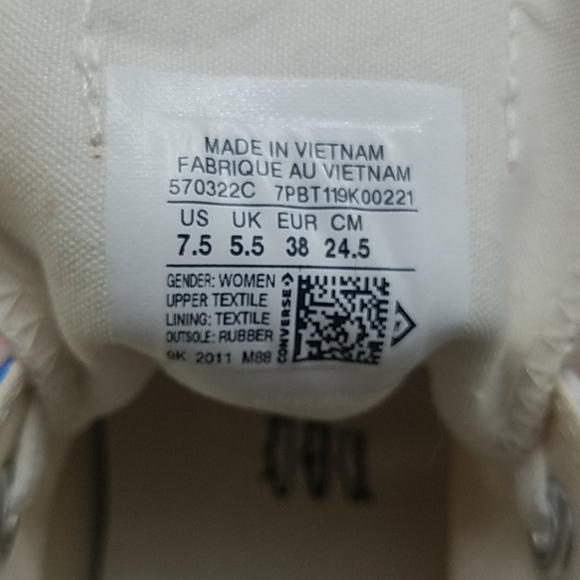 MADE IN VIETNAM
FABRIQUE AU VIETNAM
570322C 7PBT119K00221
US UK EUR CM
7.5 5.5 38 24.5
GENDER: WOMEN
UPPER TEXTILE
LINING: TEXTILE
OUTSOLE: RUBBER
9K 2011 M88
CONVERSE